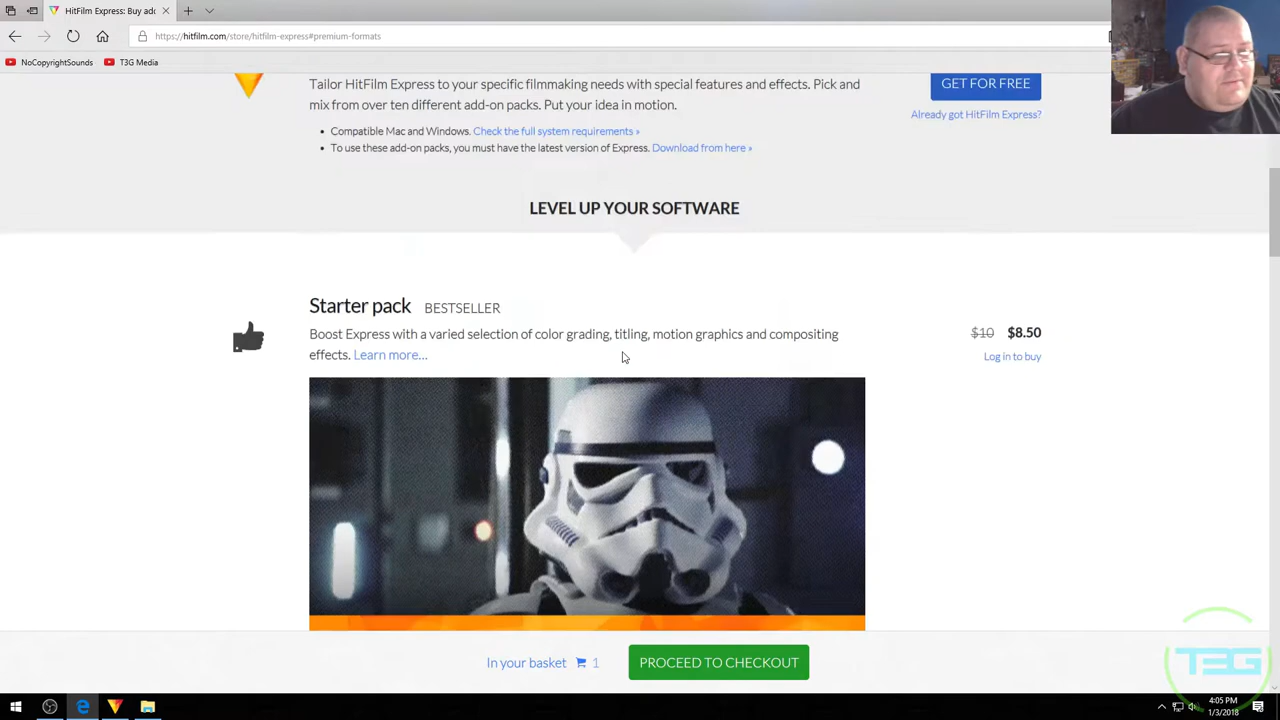 HitFilm Express: Buy adc
https://hitfilm.com/store/hitfilm-express#premium-formats
NoCopyrightSounds
T3G Media
Tailor HitFilm Express to your specific filmmaking needs with special features and effects. Pick and
mix from over ten different add-on packs. Put your idea in motion.
GET FOR FREE
Already got HitFilm Express?
• Compatible Mac and Windows. Check the full system requirements »
• To use these add-on packs, you must have the latest version of Express. Download from here »
LEVEL UP YOUR SOFTWARE
Starter pack BESTSELLER
Boost Express with a varied selection of color grading, titling, motion graphics and compositing
effects. Learn more...
$10 $8.50
Log in to buy
In your basket 1
PROCEED TO CHECKOUT
T3G
4:05 PM
1/3/2018